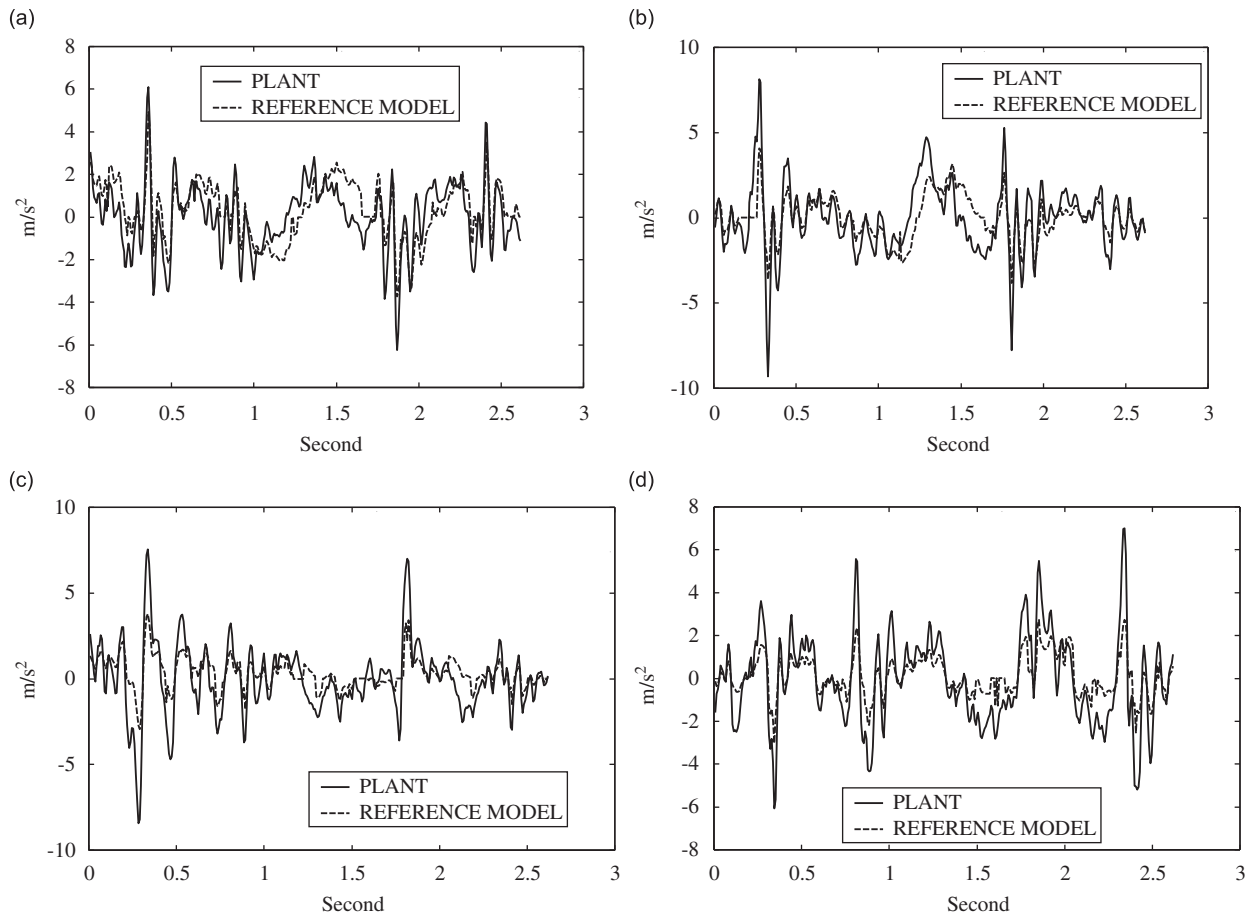 (a)
8
6
4
2
0
-2
-4
-6
-8
m/s²
PLANT
REFERENCE MODEL
0 0.5 1 1.5 2 2.5 3
Second
(b)
10
5
0
-5
-10
m/s²
PLANT
REFERENCE MODEL
0 0.5 1 1.5 2 2.5 3
Second
(c)
10
5
0
-5
-10
m/s²
PLANT
REFERENCE MODEL
0 0.5 1 1.5 2 2.5 3
Second
(d)
8
6
4
2
0
-2
-4
-6
-8
m/s²
PLANT
REFERENCE MODEL
0 0.5 1 1.5 2 2.5 3
Second